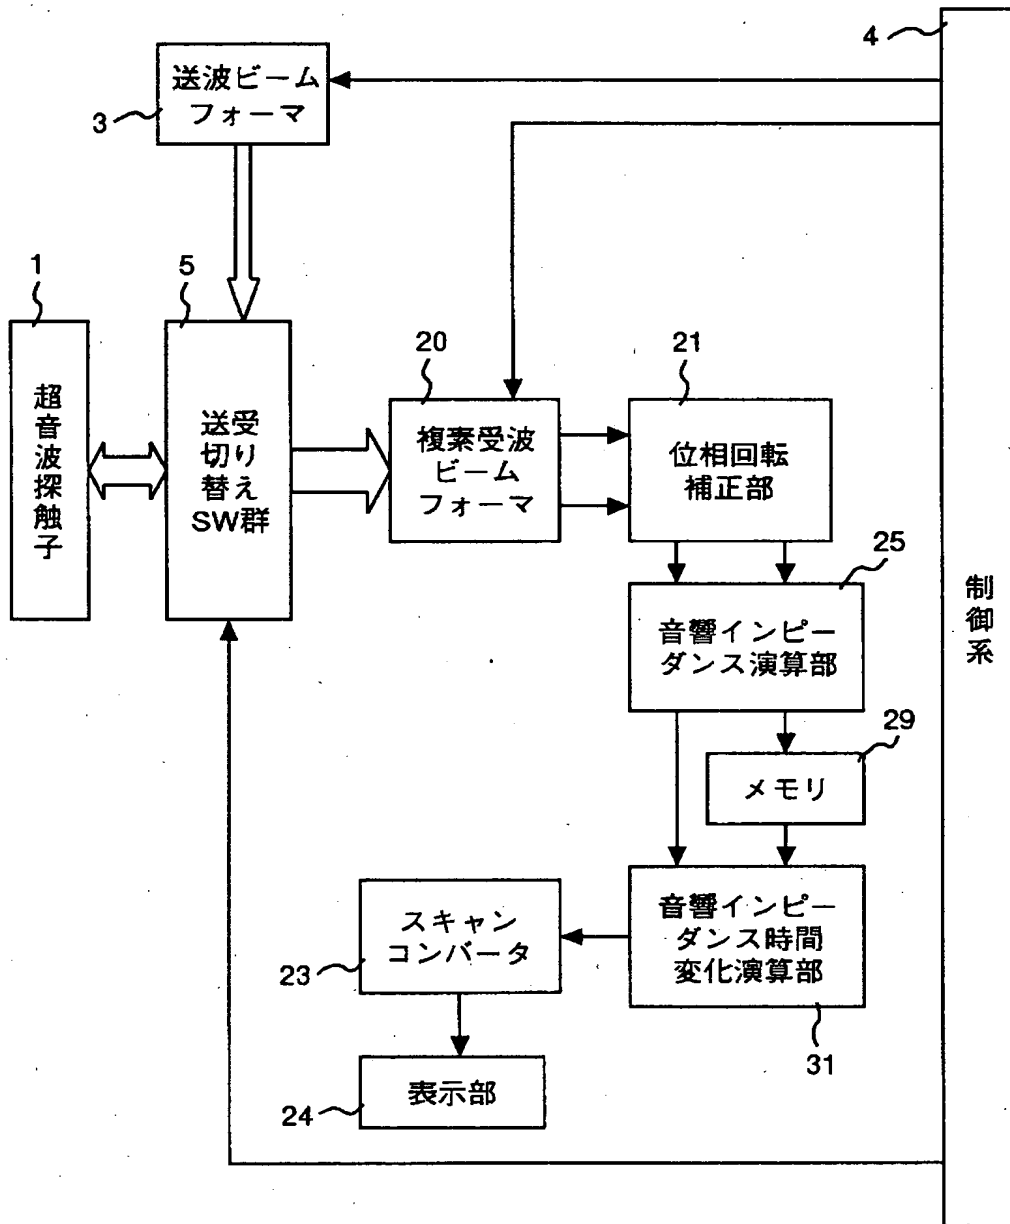 4
送波ビーム
フォーマ
3
1
5
超音波探触子
送受
切り
替え
SW群
20
複素受波
ビーム
フォーマ
21
位相回転
補正部
25
音響インピー
ダンス演算部
制御系
29
メモリ
スキャン
コンバータ
23
音響インピー
ダンス時間
変化演算部
31
表示部
24